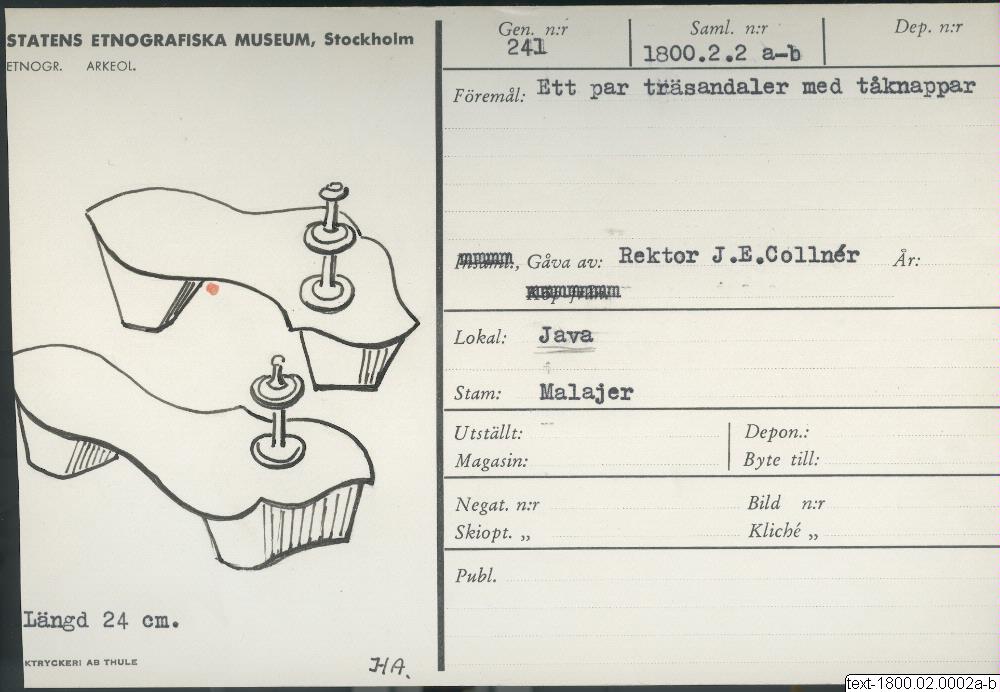 STATENS ETNOGRAFISKA MUSEUM, Stockholm
ETNOGR. ARKEOL.
Längd 24 cm.
KTRYCKERI AB THULE
HA.
Gen. n:r 241
Saml. n:r 1800.2.2 a-b
Dep. n:r
Föremål: Ett par träsandaler med tåknappar
Gåva av: Rektor J.E.Collnér År:
Lokal: Java
Stam: Malajer
Utställt: Depon.:
Magasin: Byte till:
Negat. n:r Bild n:r
Skiopt. „ Kliché „
Publ.
text-1800.02.0002a-b